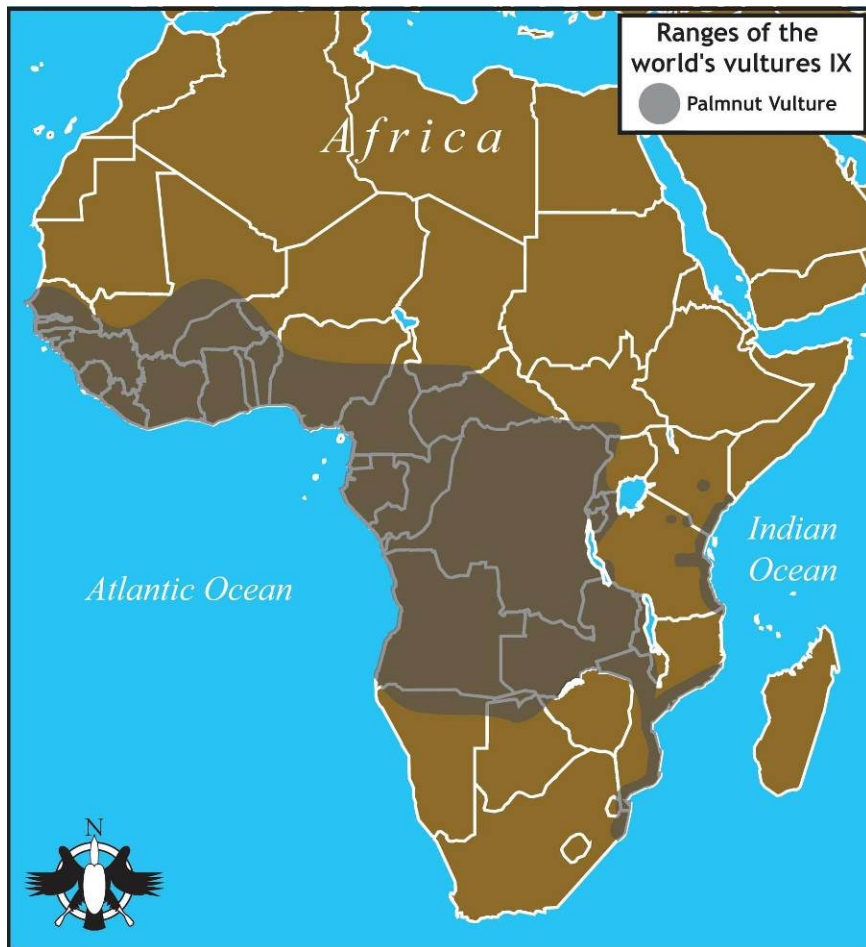 Ranges of the
world's vultures IX
Palmnut Vulture
Africa
Indian
Ocean
Atlantic Ocean
N